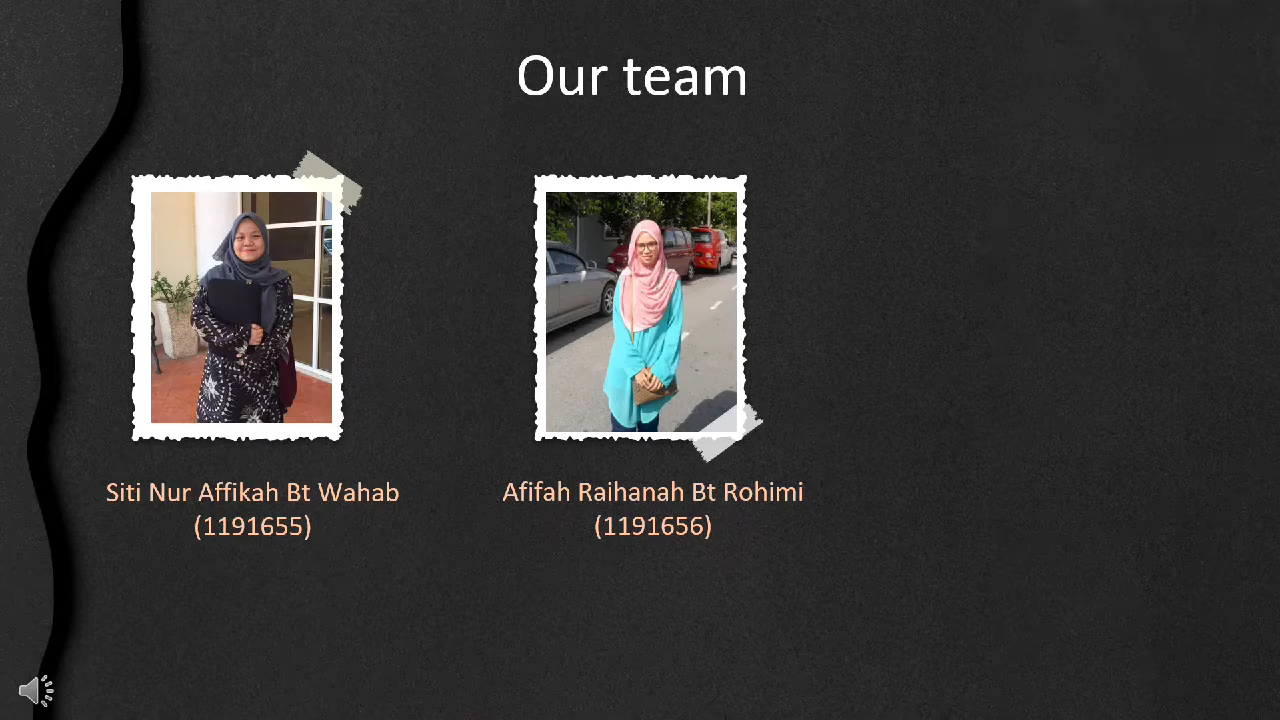 Our team
Siti Nur Affikah Bt Wahab
(1191655)
Afifah Raihanah Bt Rohimi
(1191656)